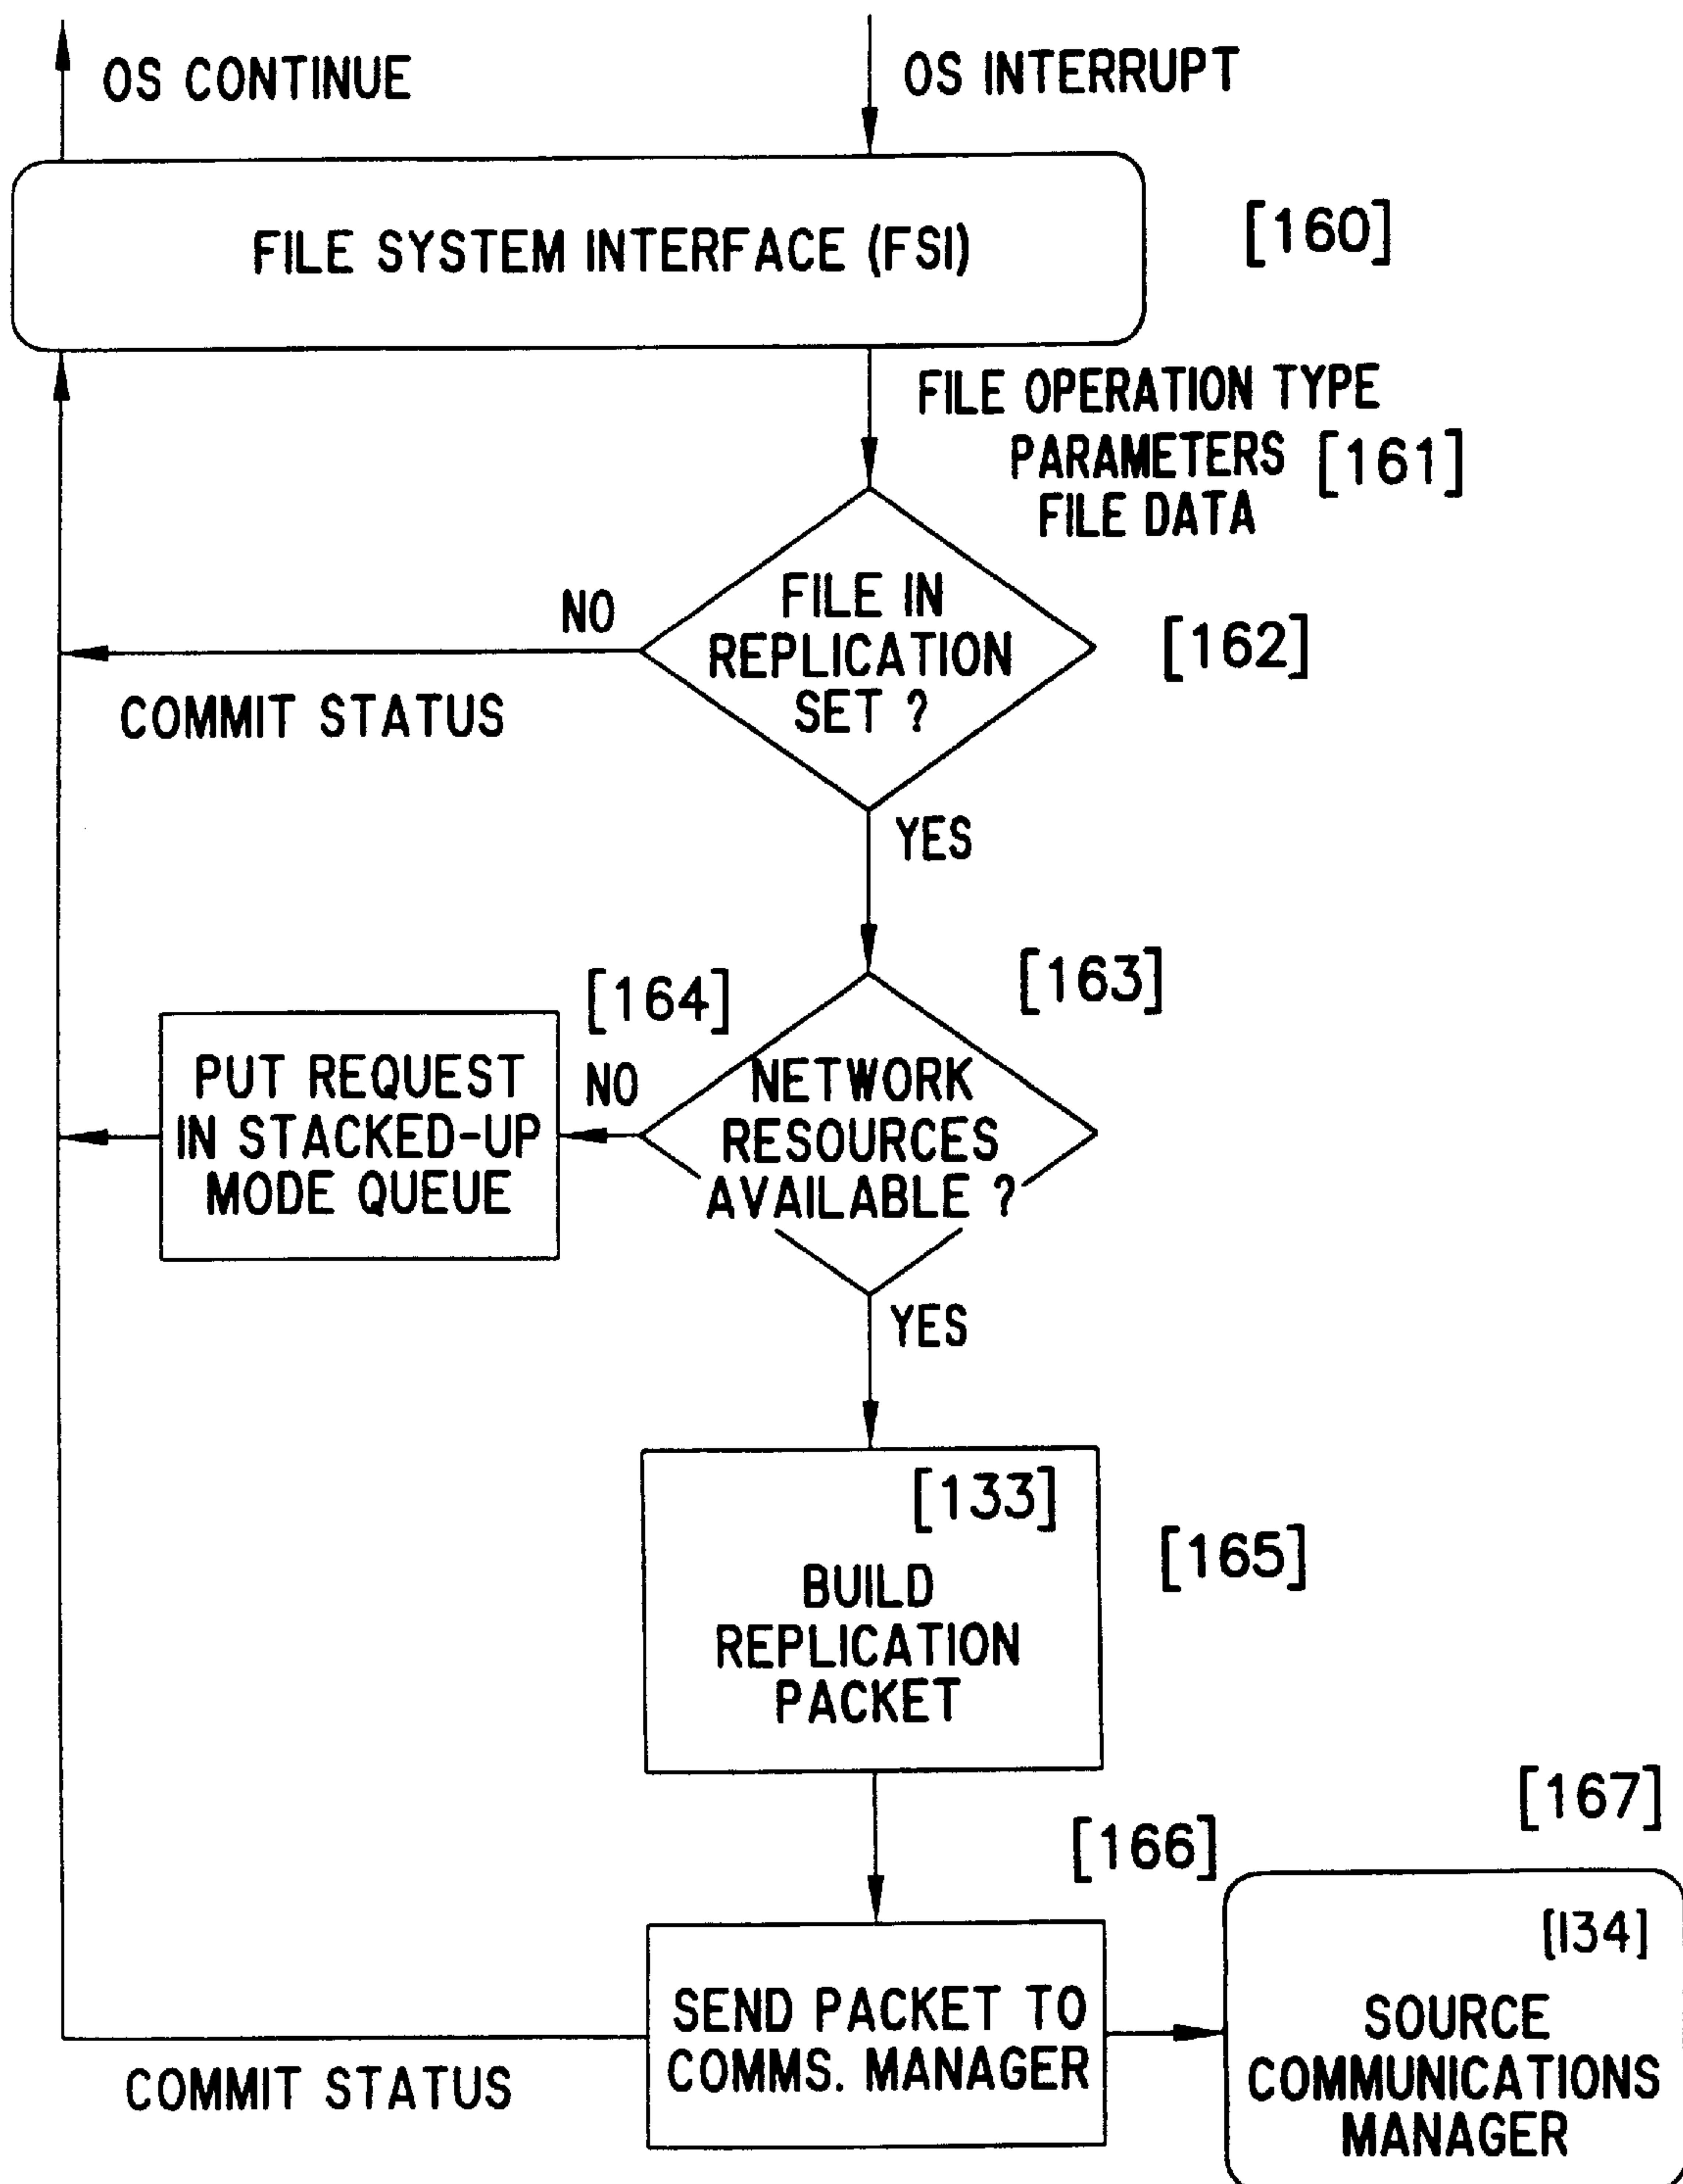 OS CONTINUE
OS INTERRUPT
FILE SYSTEM INTERFACE (FSI)
[160]
FILE OPERATION TYPE
PARAMETERS [161]
FILE DATA
FILE IN
REPLICATION
SET ?
NO
[162]
COMMIT STATUS
YES
[163]
[164]
PUT REQUEST
IN STACKED-UP
MODE QUEUE
NO
NETWORK
RESOURCES
AVAILABLE ?
YES
[133]
BUILD
REPLICATION
PACKET
[165]
[166]
[167]
SEND PACKET TO
COMMS. MANAGER
[134]
SOURCE
COMMUNICATIONS
MANAGER
COMMIT STATUS